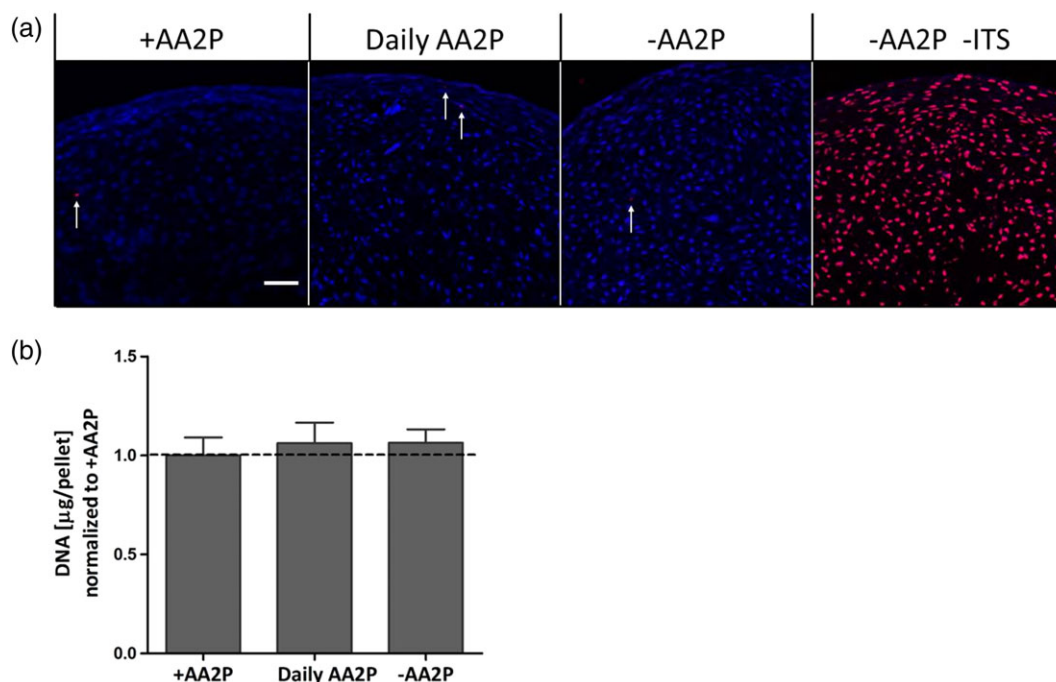 (a)
+AA2P Daily AA2P -AA2P -AA2P -ITS
(b)
DNA [µg/pellet]
normalized to +AA2P
1.5
1.0
0.5
0.0
+AA2P Daily AA2P -AA2P